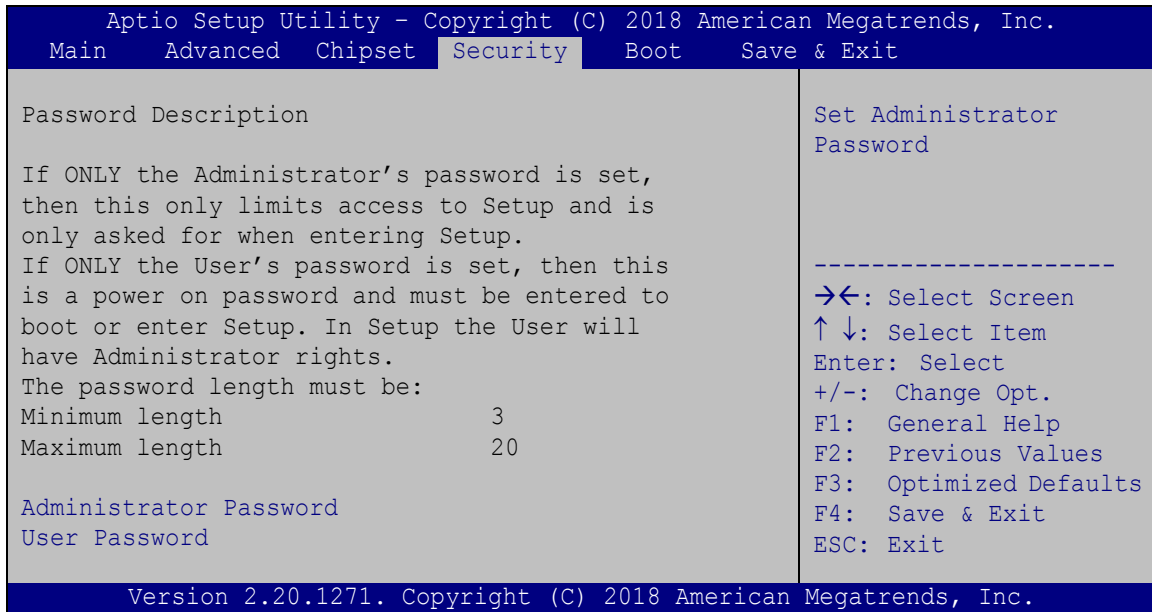 Aptio Setup Utility – Copyright (C) 2018 American Megatrends, Inc.
Main Advanced Chipset Security Boot Save & Exit
Password Description
If ONLY the Administrator’s password is set,
then this only limits access to Setup and is
only asked for when entering Setup.
If ONLY the User’s password is set, then this
is a power on password and must be entered to
boot or enter Setup. In Setup the User will
have Administrator rights.
The password length must be:
Minimum length 3
Maximum length 20
Administrator Password
User Password
Set Administrator
Password
---------------------
→←: Select Screen
↑ ↓: Select Item
Enter: Select
+/-: Change Opt.
F1: General Help
F2: Previous Values
F3: Optimized Defaults
F4: Save & Exit
ESC: Exit
Version 2.20.1271. Copyright (C) 2018 American Megatrends, Inc.